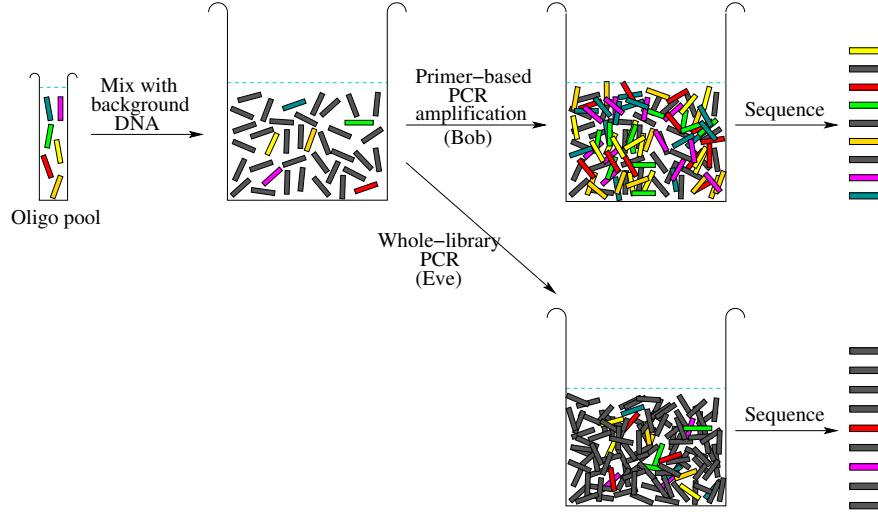 Mix with
background
DNA
Oligo pool
Primer−based
PCR
amplification
(Bob)
Sequence
Whole−library
PCR
(Eve)
Sequence